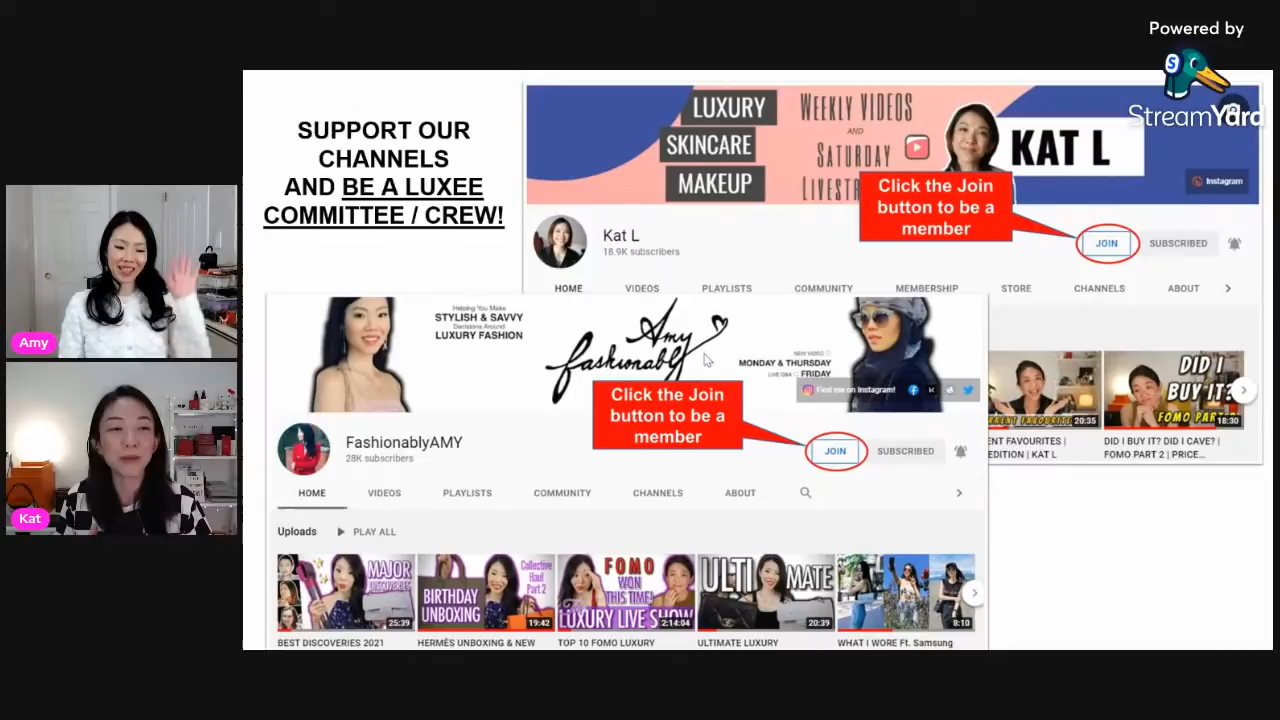 Powered by
StreamYard
SUPPORT OUR
CHANNELS
AND BE A LUXEE
COMMITTEE / CREW!
Amy
Kat
LUXURY
SKINCARE
MAKEUP
WEEKLY VIDEOS
AND
SATURDAY
KAT L
Instagram
Click the Join
button to be a
member
Kat L
18.9K subscribers
JOIN
SUBSCRIBED
HOME
VIDEOS
PLAYLISTS
COMMUNITY
MEMBERSHIP
STORE
CHANNELS
ABOUT
20:35
DID I
BUY IT?
FOMO PART
18:30
FAVOURITES |
EDITION | KAT L
DID I BUY IT? DID I CAVE? |
FOMO PART 2 | PRICE...
Helping You Make
STYLISH & SAVVY
Decisions Around
LUXURY FASHION
Amy
fashionably
NEW VIDEO
MONDAY & THURSDAY
LIVE Q&A FRIDAY
Find me on Instagram!
Click the Join
button to be a
member
FashionablyAMY
28K subscribers
JOIN
SUBSCRIBED
HOME
VIDEOS
PLAYLISTS
COMMUNITY
CHANNELS
ABOUT
Uploads
PLAY ALL
MAJOR
DISCOVERIES
25:39
BEST DISCOVERIES 2021
BIRTHDAY
UNBOXING
Collective
Haul
Part 2
19:42
HERMÈS UNBOXING & NEW
FOMO
WON
THIS TIME!
LUXURY LIVE SHOW
2:14:04
TOP 10 FOMO LUXURY
ULTIMATE
20:39
ULTIMATE LUXURY
8:10
WHAT I WORE Ft. Samsung